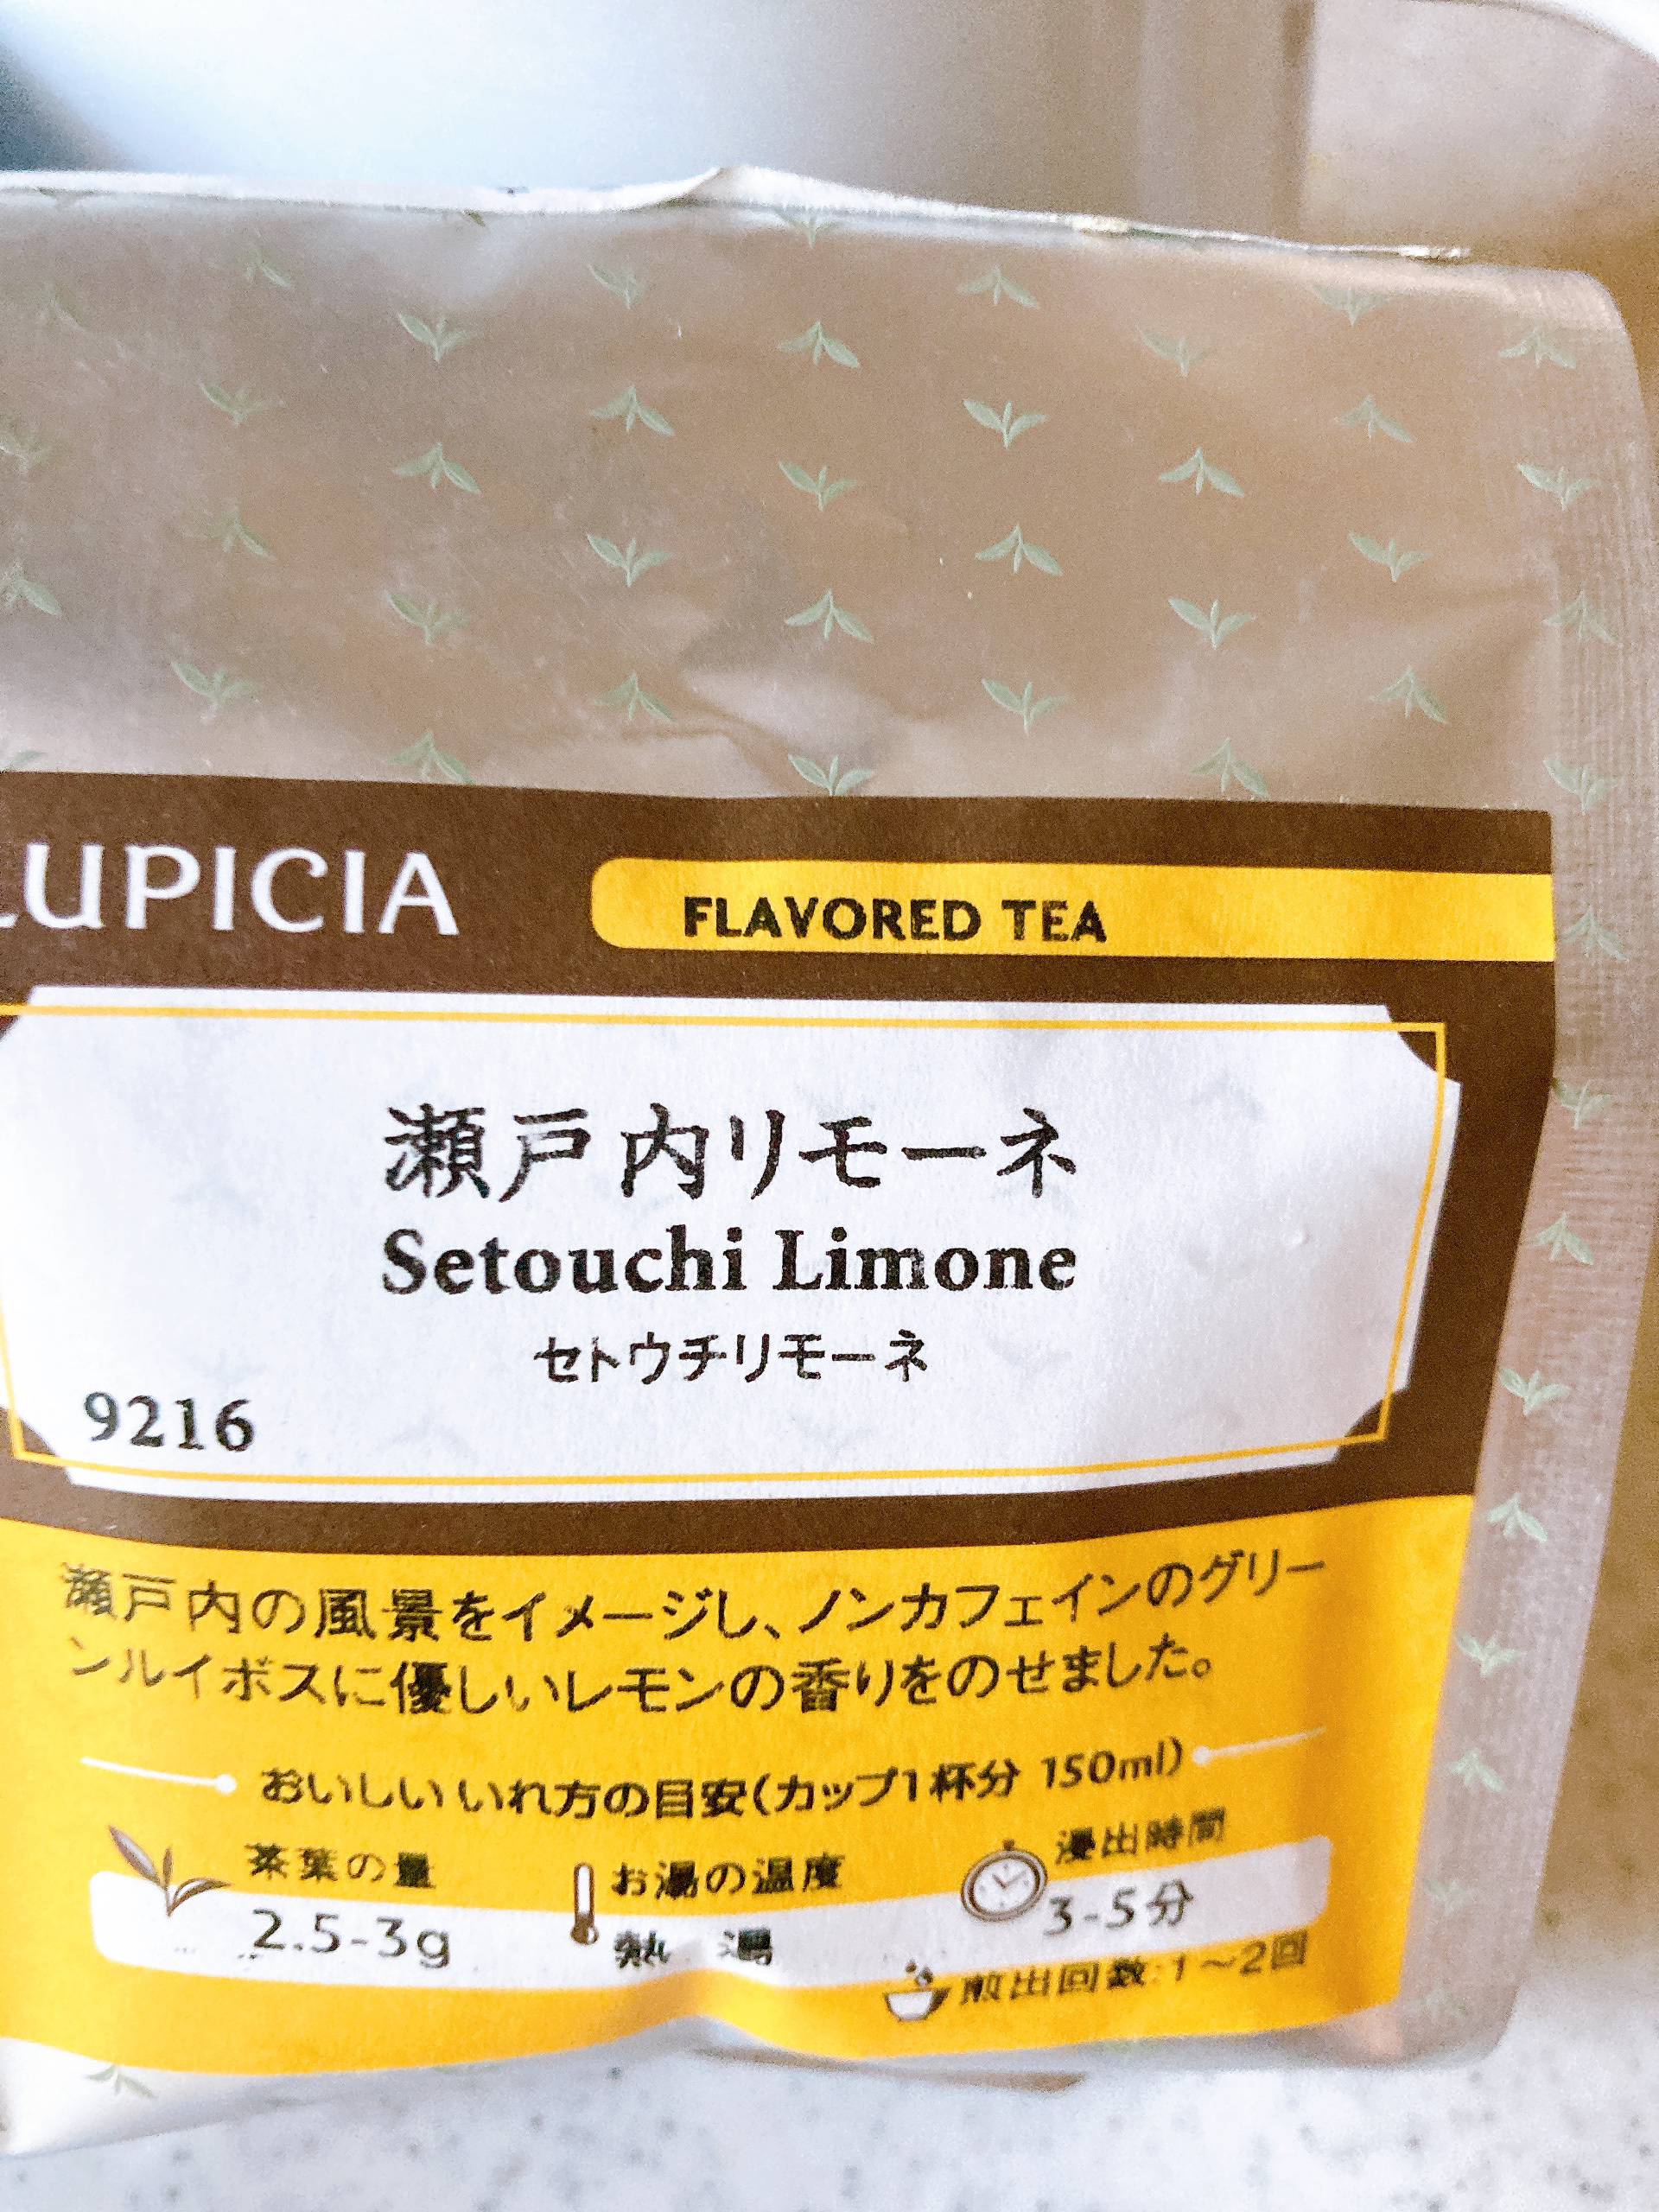 LUPICIA
FLAVORED TEA
瀬戸内リモーネ
Setouchi Limone
セトウチリモーネ
9216
瀬戸内の風景をイメージし、ノンカフェインのグリー
ンルイボスに優しいレモンの香りをのせました。
おいしいいれ方の目安(カップ1杯分 150ml)
茶葉の量
2.5-3g
お湯の温度
熱 湯
浸出時間
3-5分
煎出回数:1〜2回